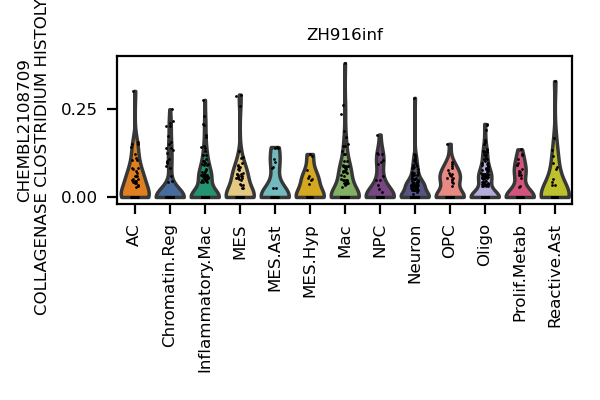 ZH916inf
CHEMBL2108709
COLLAGENASE CLOSTRIDIUM HISTOLY
0.25
0.00
AC
Chromatin.Reg
Inflammatory.Mac
MES
MES.Ast
MES.Hyp
Mac
NPC
Neuron
OPC
Oligo
Prolif.Metab
Reactive.Ast